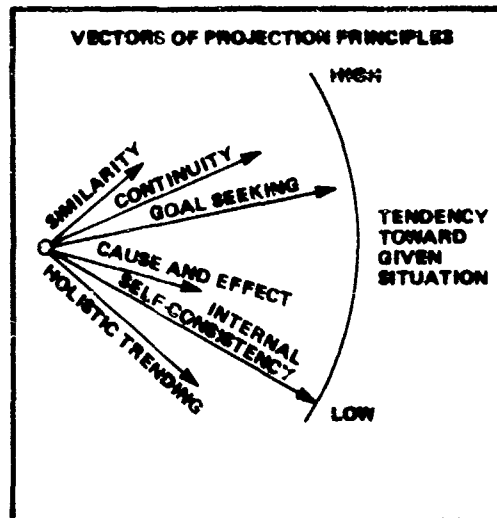 VECTORS OF PROJECTION PRINCIPLES
HIGH
SIMILARITY
CONTINUITY
GOAL SEEKING
TENDENCY
TOWARD
GIVEN
SITUATION
CAUSE AND EFFECT
INTERNAL
SELF-CONSISTENCY
HOLISTIC TRENDING
LOW